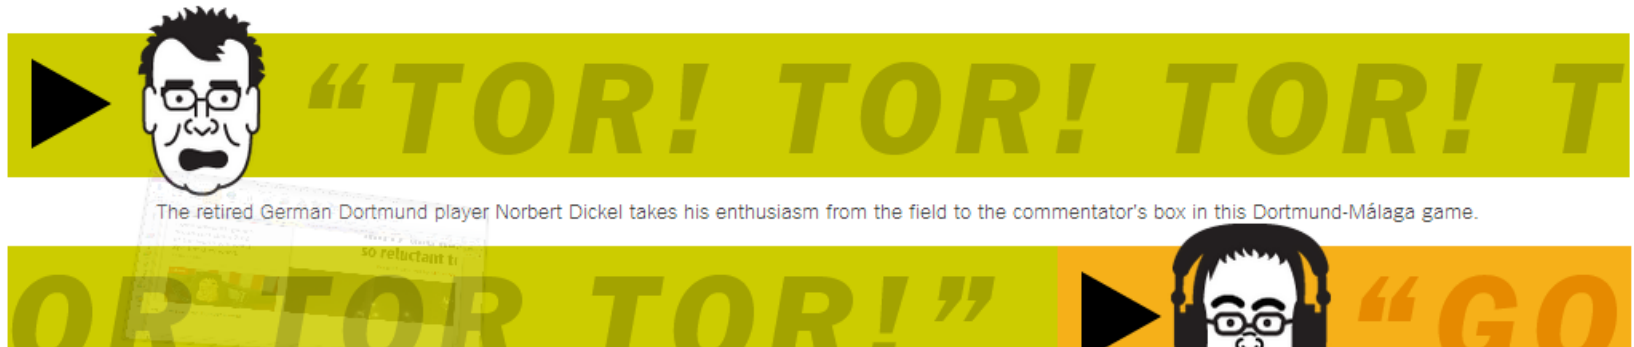 “TOR! TOR! TOR! T
The retired German Dortmund player Norbert Dickel takes his enthusiasm from the field to the commentator's box in this Dortmund-Málaga game.
so reluctant t
OR TOR TOR!” “GO